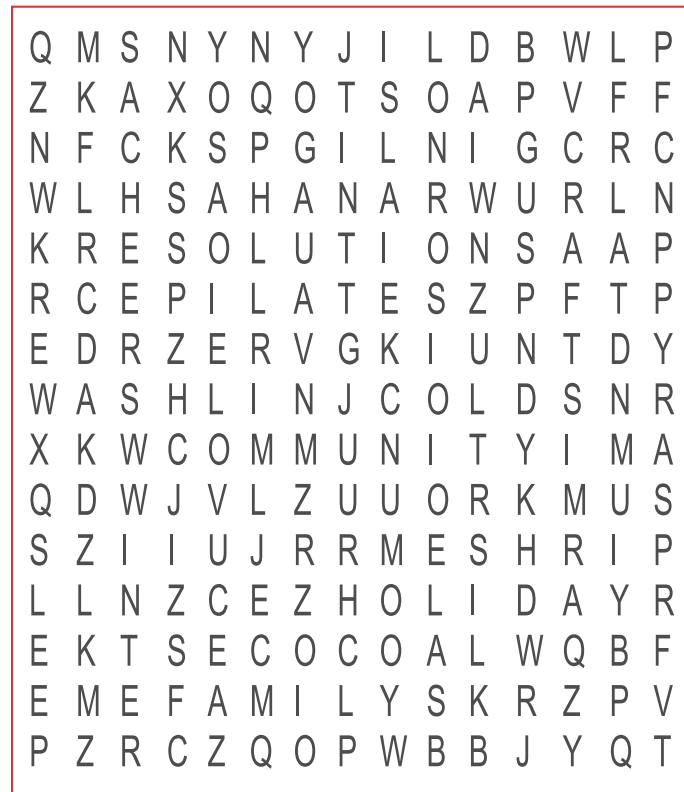 Q M S N Y N Y J I L D B W L P
Z K A X O Q O T S O A P V F F
N F C K S P G I L N I G C R C
W L H S A H A N A R W U R L N
K R E S O L U T I O N S A A P
R C E P I L A T E S Z P F T P
E D R Z E R V G K I U N T D Y
W A S H L I N J C O L D S N R
X K W C O M M U N I T Y I M A
Q D W J V L Z U U O R K M U S
S Z I I U J R R M E S H R I P
L L N Z C E Z H O L I D A Y R
E K T S E C O C O A L W Q B F
E M E F A M I L Y S K R Z P V
P Z R C Z Q O P W B B J Y Q T